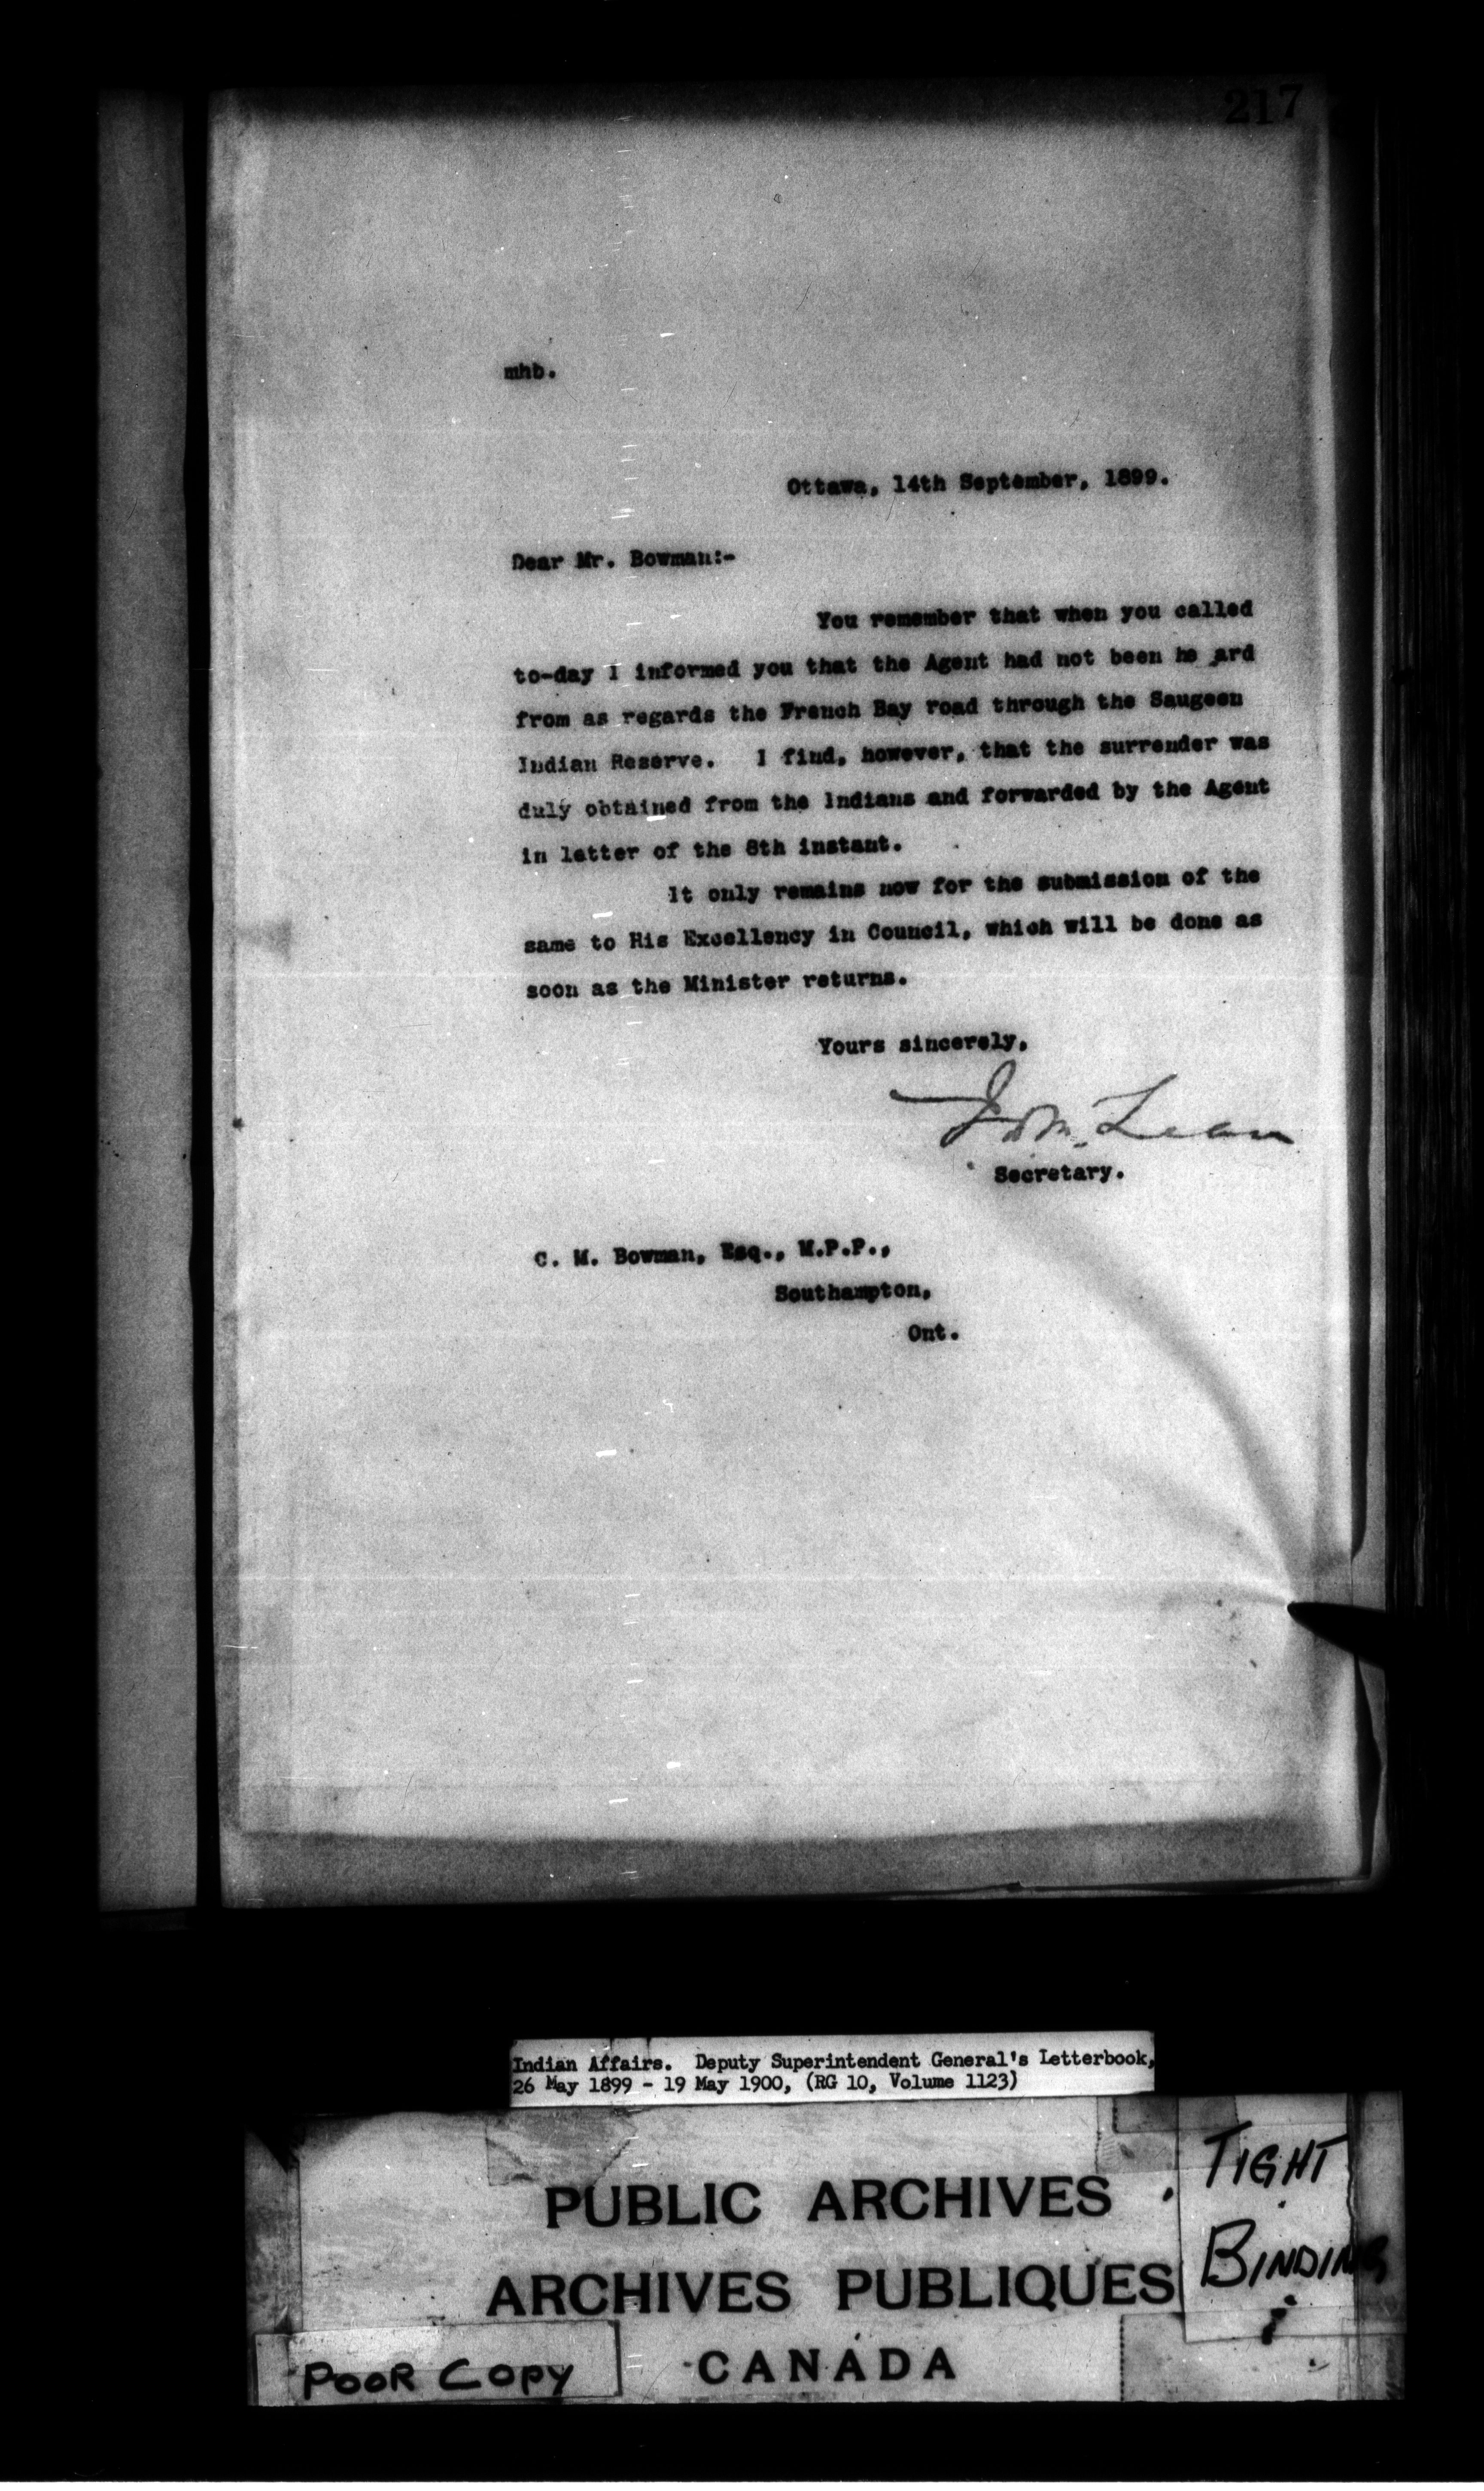 217
mhb.
Ottawa, 14th September, 1899.
Dear Mr. Bowman:-
You remember that when you called
to-day I informed you that the Agent had not been he ard
from as regards the French Bay road through the Saugeen
Indian Reserve. I find, however, that the surrender was
duly obtained from the Indians and forwarded by the Agent
in letter of the 8th instant.
It only remains now for the submission of the
same to His Excellency in Council, which will be done as
soon as the Minister returns.
Yours sincerely,
J D McLean
Secretary.
C. M. Bowman, Esq., M.P.P.,
Southampton,
Ont.
Indian Affairs. Deputy Superintendent General's Letterbook,
26 May 1899 - 19 May 1900, (RG 10, Volume 1123)
PUBLIC ARCHIVES
ARCHIVES PUBLIQUES
CANADA
TIGHT
BINDING
POOR COPY